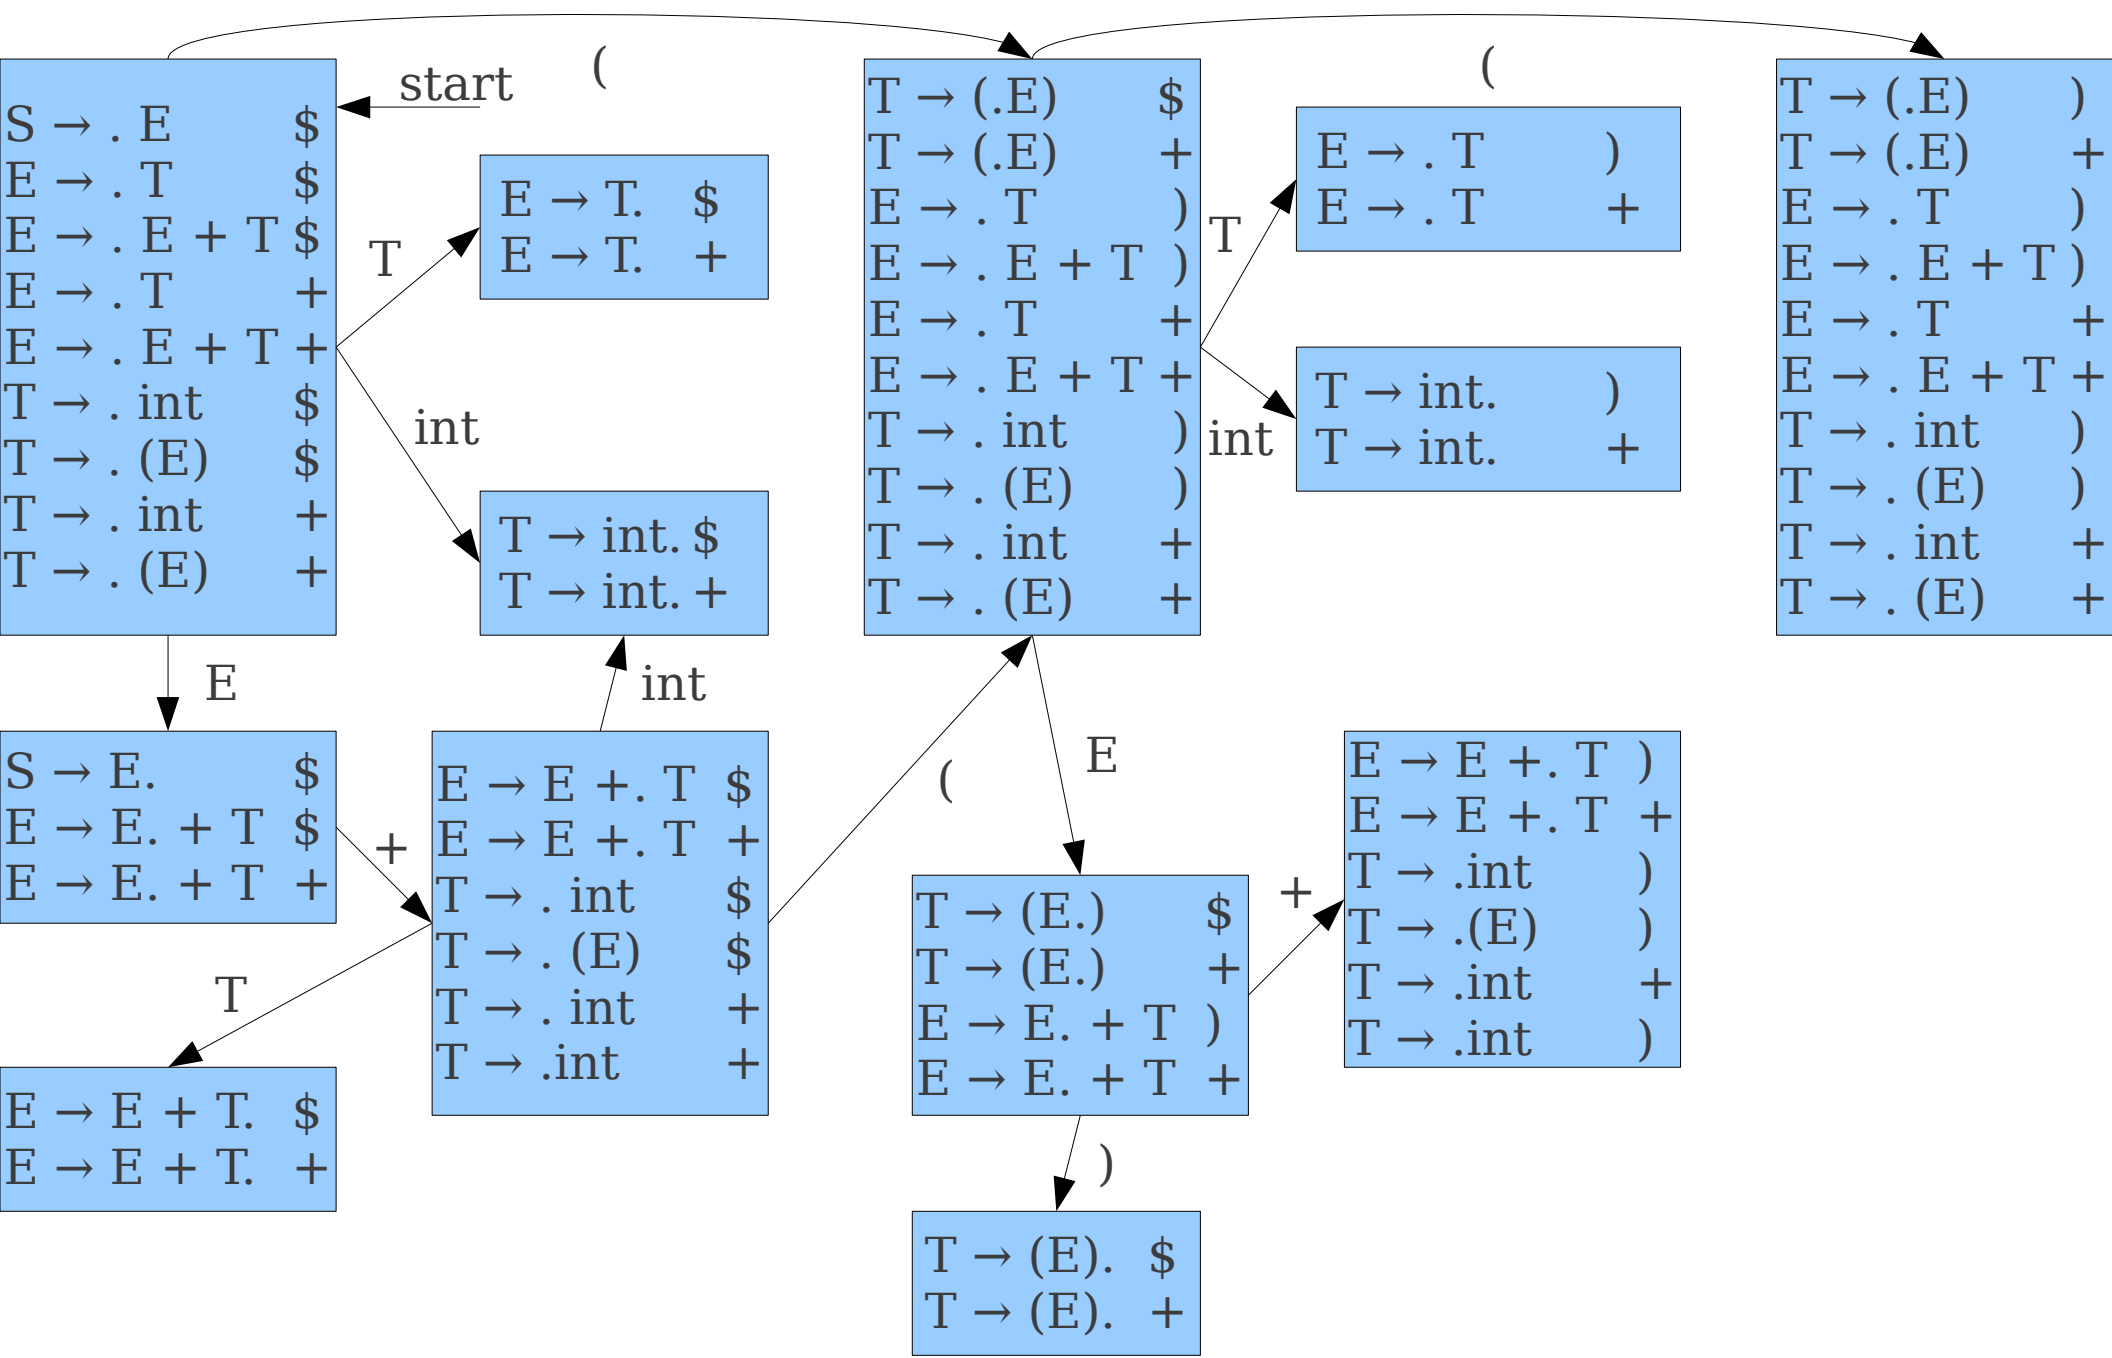 (
(
start
S → . E $
E → . T $
E → . E + T $
E → . T +
E → . E + T +
T → . int $
T → . (E) $
T → . int +
T → . (E) +
T
int
E → T. $
E → T. +
T → int. $
T → int. +
T → (.E) $
T → (.E) +
E → . T )
E → . E + T )
E → . T +
E → . E + T +
T → . int )
T → . (E) )
T → . int +
T → . (E) +
T
int
E → . T )
E → . T +
T → int. )
T → int. +
T → (.E) )
T → (.E) +
E → . T )
E → . E + T )
E → . T +
E → . E + T +
T → . int )
T → . (E) )
T → . int +
T → . (E) +
E
int
S → E. $
E → E. + T $
E → E. + T +
+
E → E +. T $
E → E +. T +
T → . int $
T → . (E) $
T → . int +
T → .int +
(
E
T
E → E + T. $
E → E + T. +
T → (E.) $
T → (E.) +
E → E. + T )
E → E. + T +
+
E → E +. T )
E → E +. T +
T → .int )
T → .(E) )
T → .int +
T → .int )
)
T → (E). $
T → (E). +